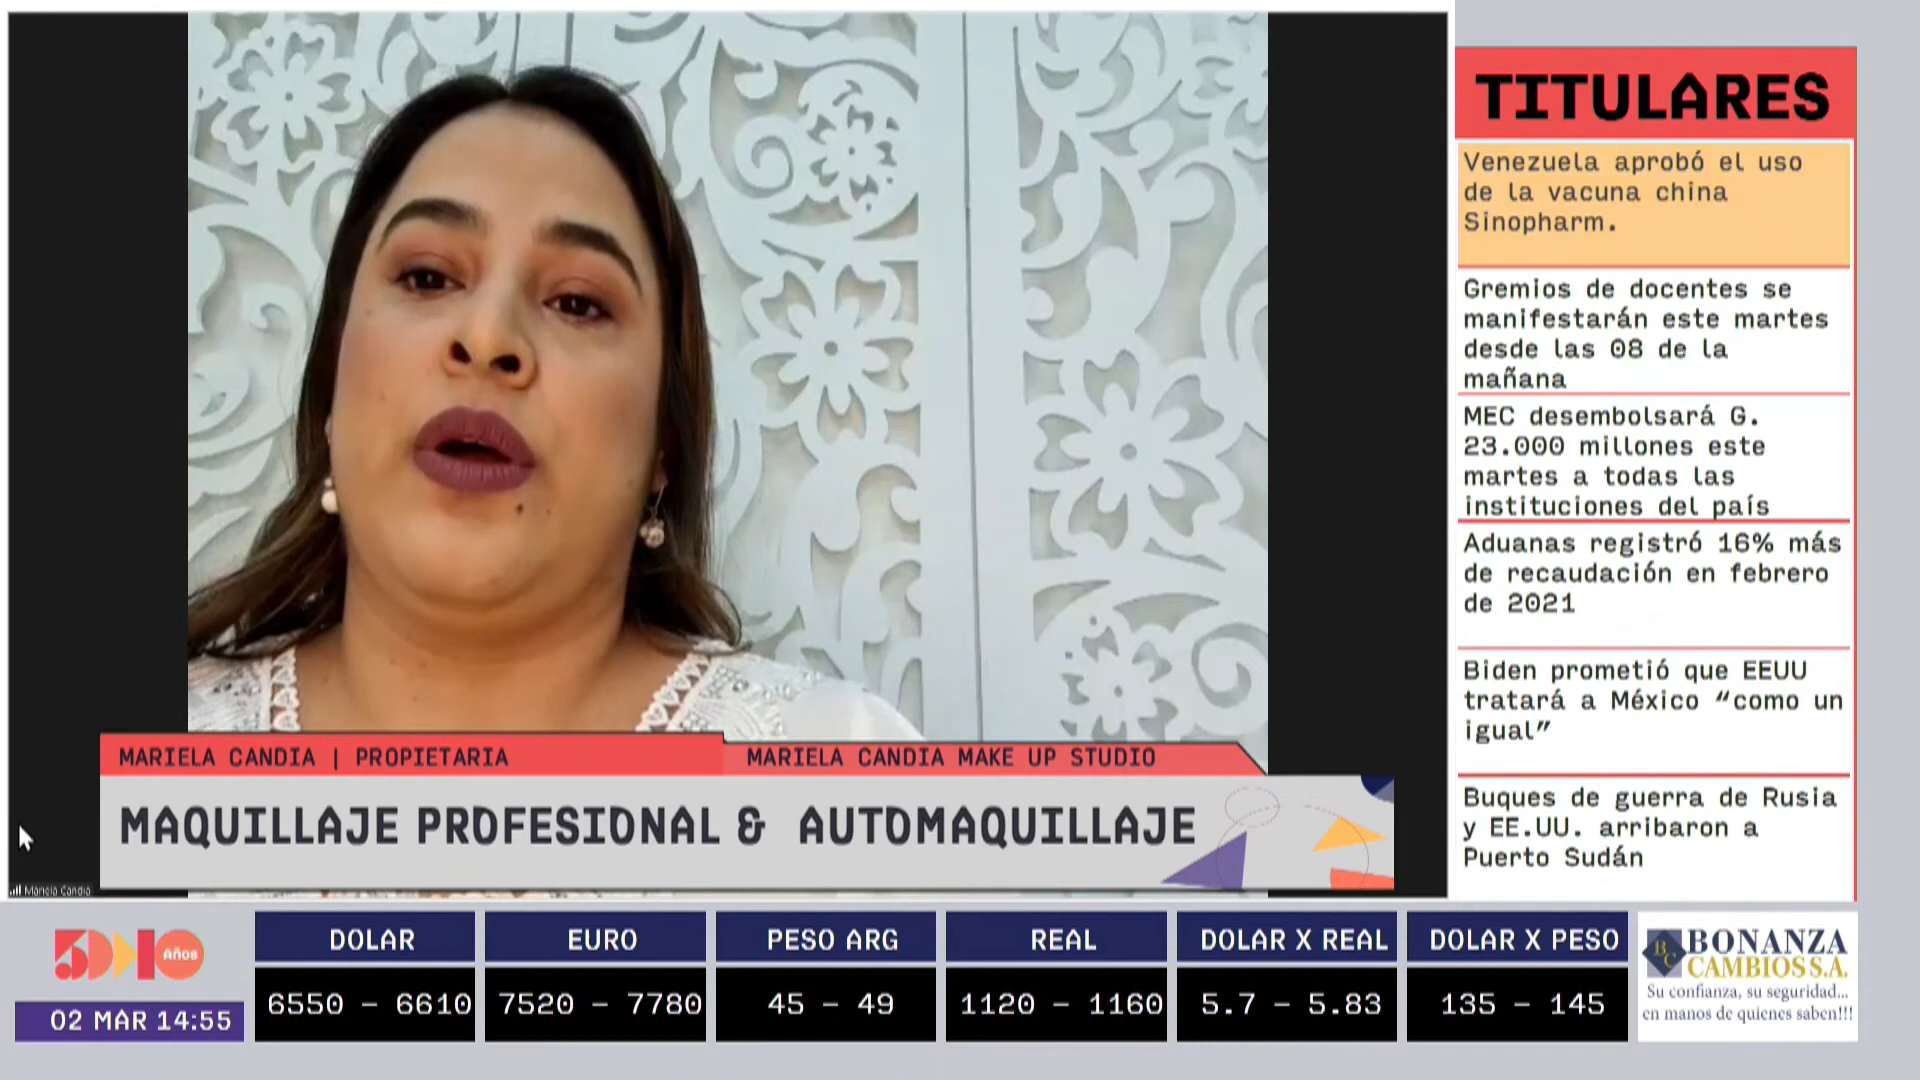 TITULARES
Venezuela aprobó el uso
de la vacuna china
Sinopharm.
Gremios de docentes se
manifestarán este martes
desde las 08 de la
mañana
MEC desembolsará G.
23.000 millones este
martes a todas las
instituciones del país
Aduanas registró 16% más
de recaudación en febrero
de 2021
Biden prometió que EEUU
tratará a México “como un
igual”
Buques de guerra de Rusia
y EE.UU. arribaron a
Puerto Sudán
MARIELA CANDIA | PROPIETARIA
MARIELA CANDIA MAKE UP STUDIO
MAQUILLAJE PROFESIONAL & AUTOMAQUILLAJE
Mariela Candia
Años
02 MAR 14:55
DOLAR
6550 - 6610
EURO
7520 - 7780
PESO ARG
45 - 49
REAL
1120 - 1160
DOLAR X REAL
5.7 - 5.83
DOLAR X PESO
135 - 145
BC
BONANZA
CAMBIOS S.A.
Su confianza, su seguridad...
en manos de quienes saben!!!